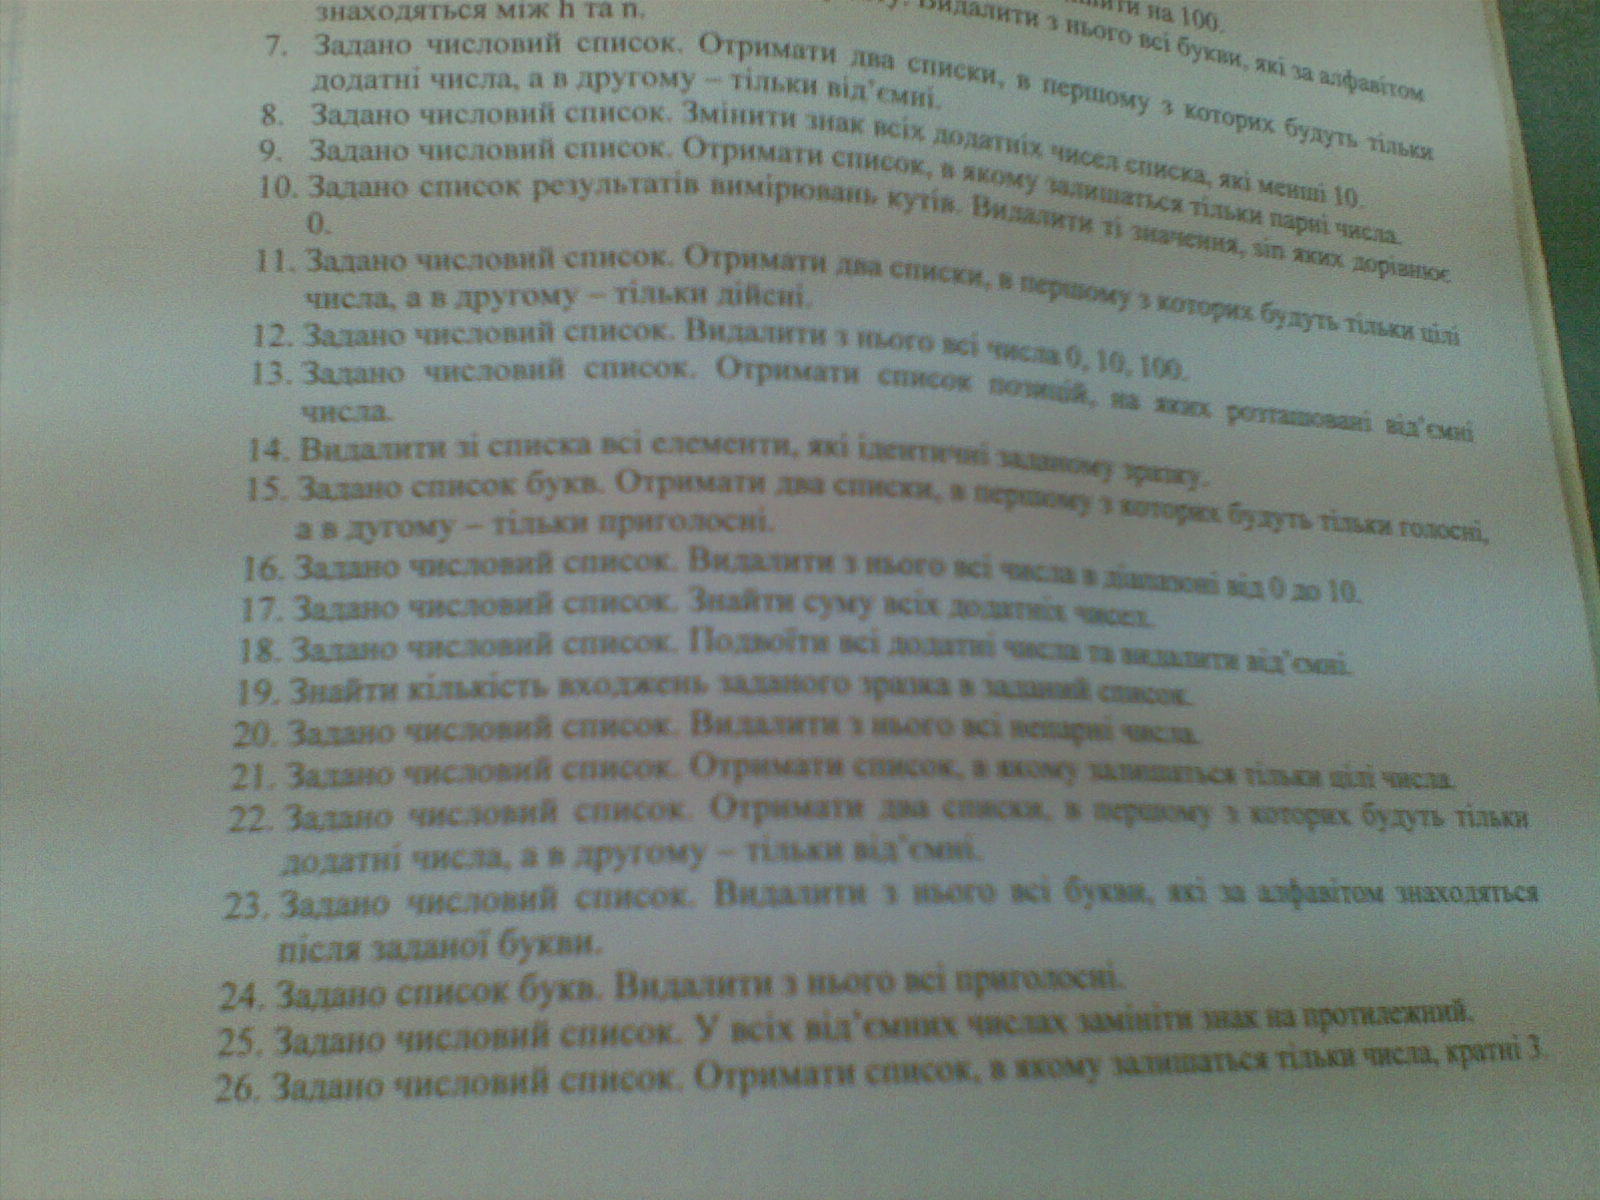 на 100.
Видалити з нього всі букви, які за алфавітом
знаходяться між h та n.
7. Задано числовий список. Отримати два списки, в першому з которих будуть тільки
додатні числа, а в другому – тільки від’ємні.
8. Задано числовий список. Змінити знак всіх додатніх чисел списка, які менші 10.
9. Задано числовий список. Отримати список, в якому залишаться тільки парні числа.
10. Задано список результатів вимірювань кутів. Видалити ті значення, sin яких дорівнює
0.
11. Задано числовий список. Отримати два списки, в першому з которих будуть тільки цілі
числа, а в другому – тільки дійсні.
12. Задано числовий список. Видалити з нього всі числа 0, 10, 100.
13. Задано числовий список. Отримати список позицій, на яких розташовані від’ємні
числа.
14. Видалити зі списка всі елементи, які ідентичні заданому зразку.
15. Задано список букв. Отримати два списки, в першому з которих будуть тільки голосні,
а в дугому – тільки приголосні.
16. Задано числовий список. Видалити з нього всі числа в діапазоні від 0 до 10.
17. Задано числовий список. Знайти суму всіх додатніх чисел.
18. Задано числовий список. Подвоїти всі додатні числа та видалити від’ємні.
19. Знайти кількість входжень заданого зразка в заданий список.
20. Задано числовий список. Видалити з нього всі непарні числа.
21. Задано числовий список. Отримати список, в якому залишаться тільки цілі числа.
22. Задано числовий список. Отримати два списки, в першому з которих будуть тільки
додатні числа, а в другому – тільки від’ємні.
23. Задано числовий список. Видалити з нього всі букви, які за алфавітом знаходяться
після заданої букви.
24. Задано список букв. Видалити з нього всі приголосні.
25. Задано числовий список. У всіх від’ємних числах замініти знак на протилежний.
26. Задано числовий список. Отримати список, в якому залишаться тільки числа, кратні 3.